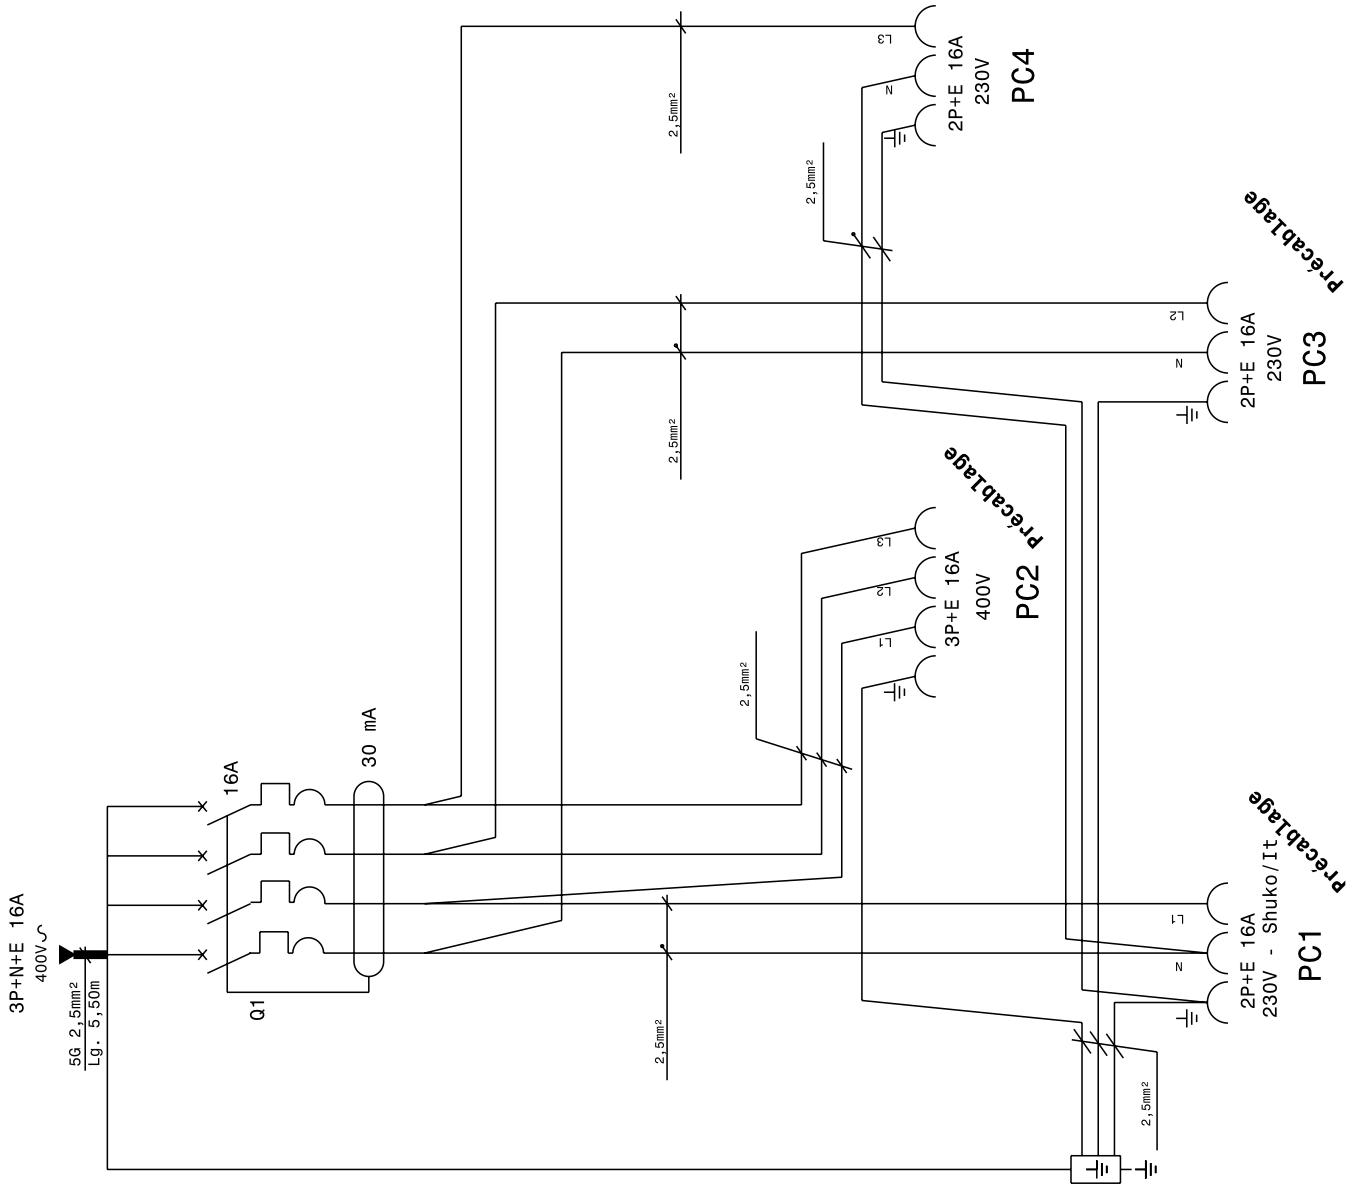 3P+N+E 16A
400V
5G 2,5mm²
Lg. 5,50m
Q1
16A
30 mA
2,5mm²
L3
N
2P+E 16A
230V
PC4
2,5mm²
2,5mm²
L2
N
2P+E 16A
230V
PC3
Précablage
2,5mm²
L3
L2
L1
3P+E 16A
400V
PC2
Précablage
2,5mm²
L1
N
2P+E 16A
230V - Shuko/It
PC1
Précablage
2,5mm²